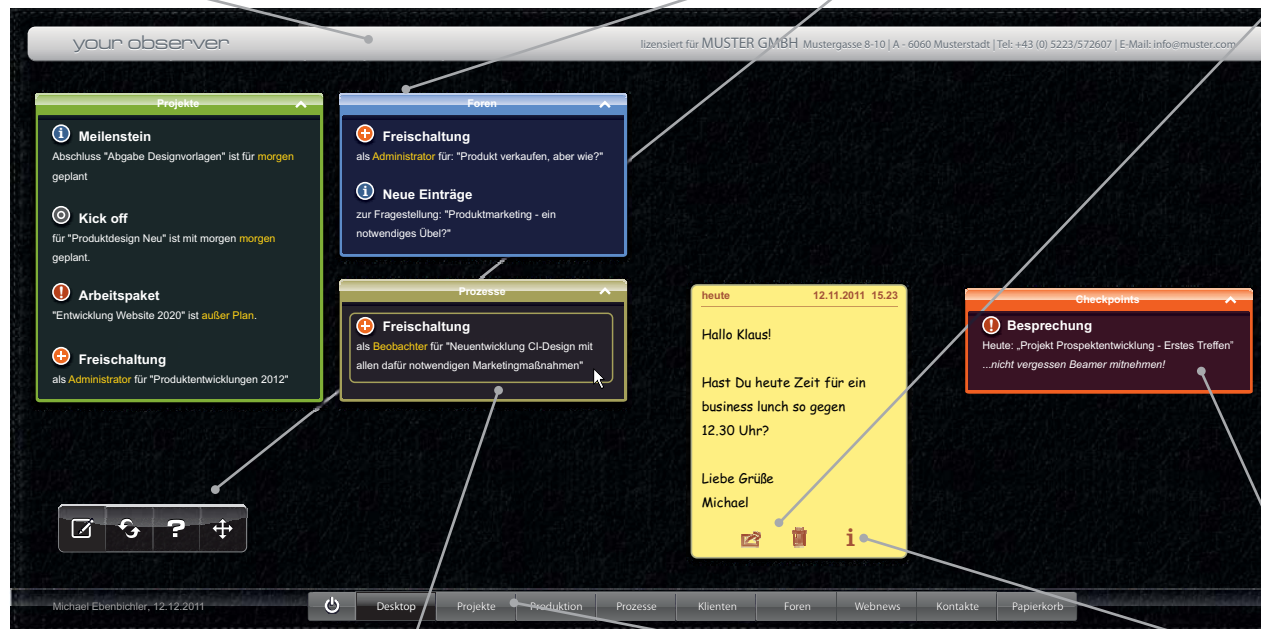 your observer
lizensiert für MUSTER GMBH Mustergasse 8-10 | A - 6060 Musterstadt | Tel: +43 (0) 5223/572607 | E-Mail: info@muster.com
Projekte
Meilenstein
Abschluss "Abgabe Designvorlagen" ist für morgen
geplant
Kick off
für "Produktdesign Neu" ist mit morgen morgen
geplant.
Arbeitspaket
"Entwicklung Website 2020" ist außer Plan.
Freischaltung
als Administrator für "Produktentwicklungen 2012"
Foren
Freischaltung
als Administrator für: "Produkt verkaufen, aber wie?"
Neue Einträge
zur Fragestellung: "Produktmarketing - ein
notwendiges Übel?"
Prozesse
Freischaltung
als Beobachter für "Neuentwicklung CI-Design mit
allen dafür notwendigen Marketingmaßnahmen"
heute 12.11.2011 15.23
Hallo Klaus!
Hast Du heute Zeit für ein
business lunch so gegen
12.30 Uhr?
Liebe Grüße
Michael
Checkpoints
Besprechung
Heute: „Projekt Prospektentwicklung - Erstes Treffen"
...nicht vergessen Beamer mitnehmen!
Michael Ebenbichler, 12.12.2011
Desktop Projekte Produktion Prozesse Klienten Foren Webnews Kontakte Papierkorb